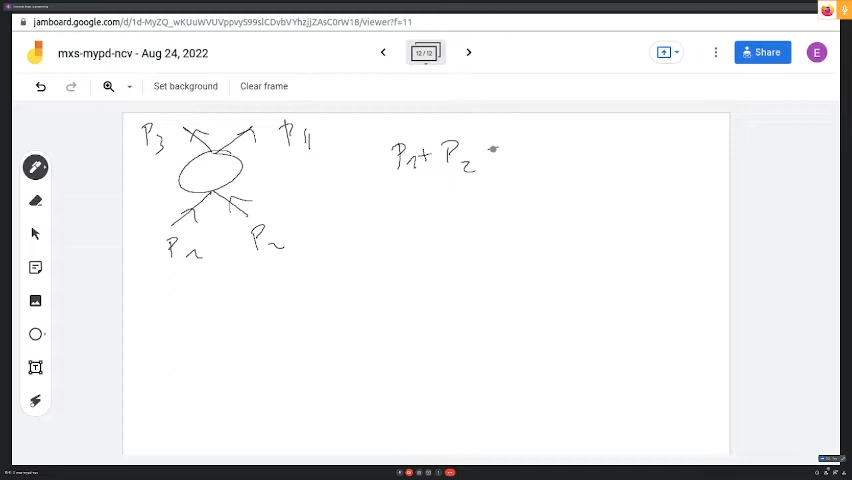 jamboard.google.com/d/1d-MyZQ_wKUuWVUVppvyS99slCDvbVYhzjjZAsC0rW18/viewer?f=11
mxs-mypd-ncv - Aug 24, 2022
12 / 12
Share
E
Set background
Clear frame
P3 P4
P1 + P2
P1 P2